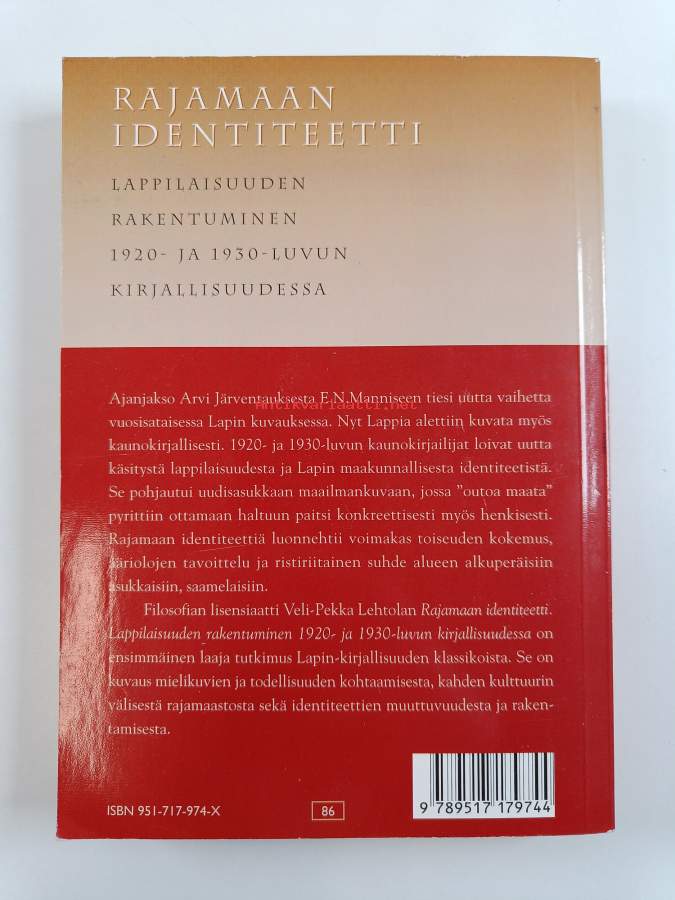 RAJAMAAN
IDENTITEETTI
LAPPILAISUUDEN
RAKENTUMINEN
1920- JA 1930-LUVUN
KIRJALLISUUDESSA
Ajanjakso Arvi Järventauksesta E.N.Manniseen tiesi uutta vaihetta
vuosisataisessa Lapin kuvauksessa. Nyt Lappia alettiin kuvata myös
Antikvariaatti.net
kaunokirjallisesti. 1920- ja 1930-luvun kaunokirjailijat loivat uutta
käsitystä lappilaisuudesta ja Lapin maakunnallisesta identiteetistä.
Se pohjautui uudisasukkaan maailmankuvaan, jossa "outoa maata"
pyrittiin ottamaan haltuun paitsi konkreettisesti myös henkisesti.
Rajamaan identiteettiä luonnehtii voimakas toiseuden kokemus,
ääriolojen tavoittelu ja ristiriitainen suhde alueen alkuperäisiin
asukkaisiin, saamelaisiin.
Filosofian lisensiaatti Veli-Pekka Lehtolan Rajamaan identiteetti.
Lappilaisuuden rakentuminen 1920- ja 1930-luvun kirjallisuudessa on
ensimmäinen laaja tutkimus Lapin-kirjallisuuden klassikoista. Se on
kuvaus mielikuvien ja todellisuuden kohtaamisesta, kahden kulttuurin
välisestä rajamaastosta sekä identiteettien muuttuvuudesta ja raken-
tamisesta.
ISBN 951-717-974-X
86
9 789517 179744